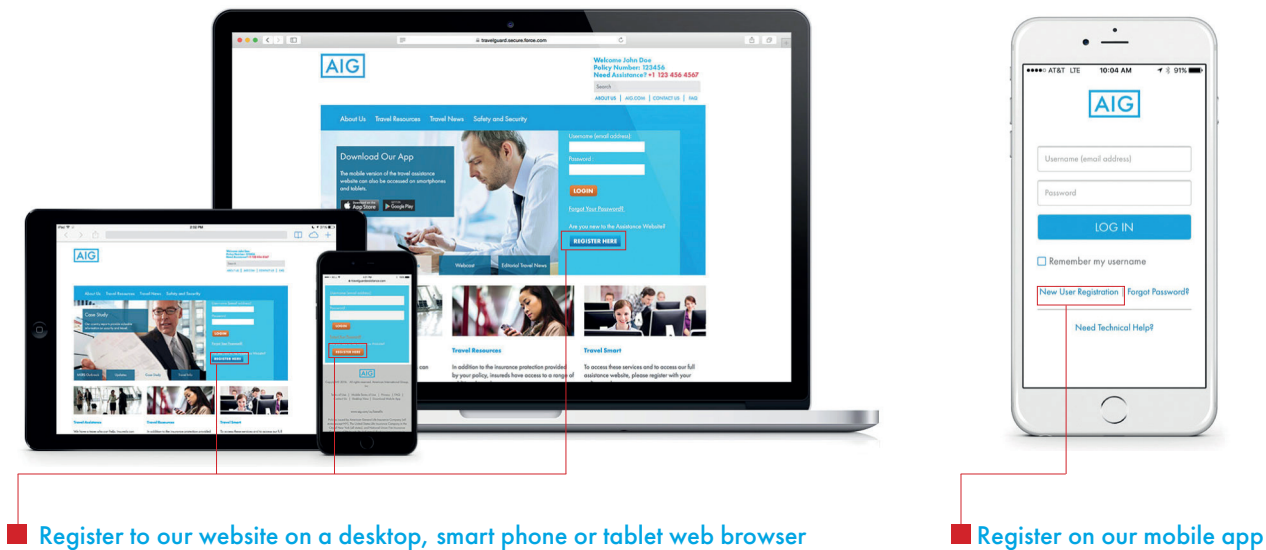 travelguard.secure.force.com
AIG
Welcome John Doe
Policy Number: 123456
Need Assistance? +1 123 456 4567
Search
ABOUT US | AIG.COM | CONTACT US | FAQ
About Us Travel Resources Travel News Safety and Security
Download Our App
The mobile version of the travel assistance
website can also be accessed on smartphones
and tablets.
App Store
Google Play
Username (email address)
Password
LOGIN
Forgot Your Password?
Are you new to the Assistance Website?
REGISTER HERE
Webcast
Editorial Travel News
can
Travel Resources
In addition to the insurance protection provided
by your policy, insureds have access to a range of
Travel Smart
To access these services and to access our full
assistance website, please register with your
AIG
About Us Travel Resources Travel News Safety and Security
Case Study
LOGIN
REGISTER HERE
Travel Assistance
Travel Resources
Travel Smart
LOGIN
REGISTER HERE
AIG
AT&T LTE 10:04 AM 91%
AIG
Username (email address)
Password
LOG IN
Remember my username
New User Registration Forgot Password?
Need Technical Help?
Register to our website on a desktop, smart phone or tablet web browser
Register on our mobile app